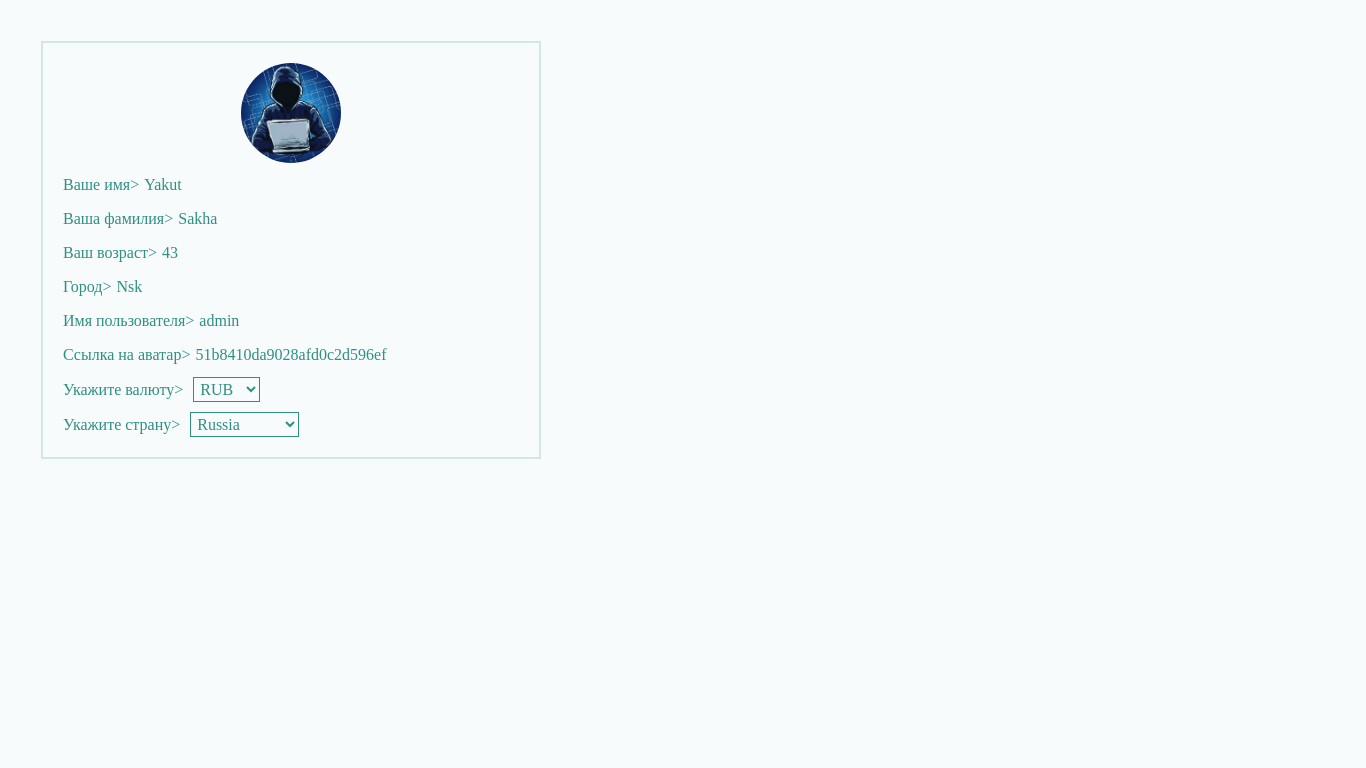 Ваше имя> Yakut
Ваша фамилия> Sakha
Ваш возраст> 43
Город> Nsk
Имя пользователя> admin
Ссылка на аватар> 51b8410da9028afd0c2d596ef
Укажите валюту> RUB
Укажите страну> Russia